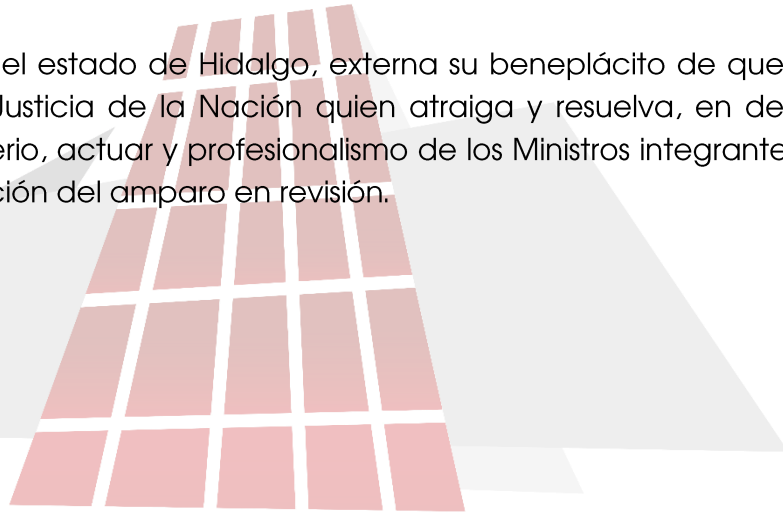 el estado de Hidalgo, externa su beneplácito de que
Justicia de la Nación quien atraiga y resuelva, en de
erio, actuar y profesionalismo de los Ministros integrante
ción del amparo en revisión.